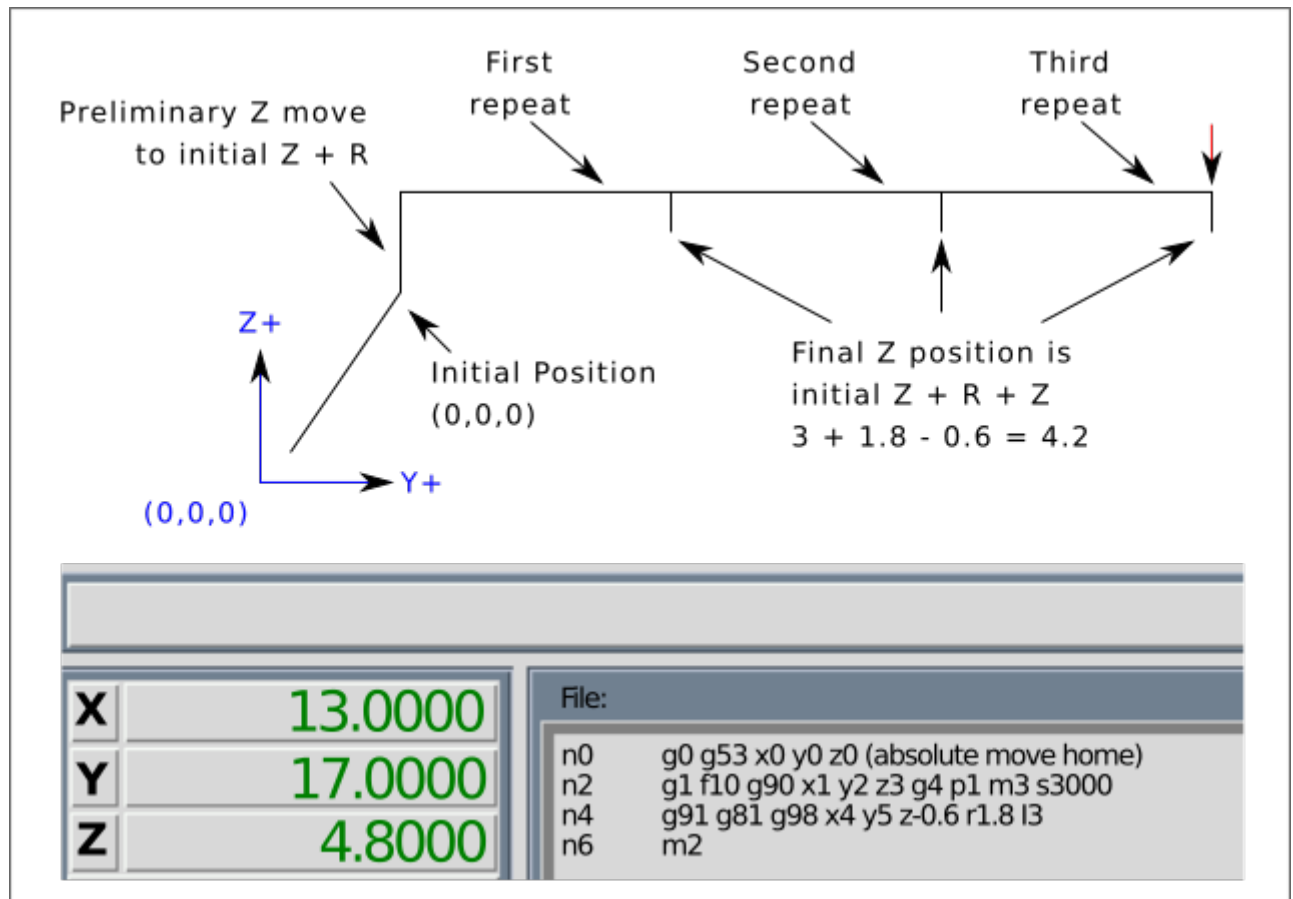 First
repeat
Second
repeat
Third
repeat
Preliminary Z move
to initial Z + R
Z+
Initial Position
(0,0,0)
Final Z position is
initial Z + R + Z
3 + 1.8 - 0.6 = 4.2
Y+
(0,0,0)
X 13.0000
Y 17.0000
Z 4.8000
File:
n0 g0 g53 x0 y0 z0 (absolute move home)
n2 g1 f10 g90 x1 y2 z3 g4 p1 m3 s3000
n4 g91 g81 g98 x4 y5 z-0.6 r1.8 l3
n6 m2